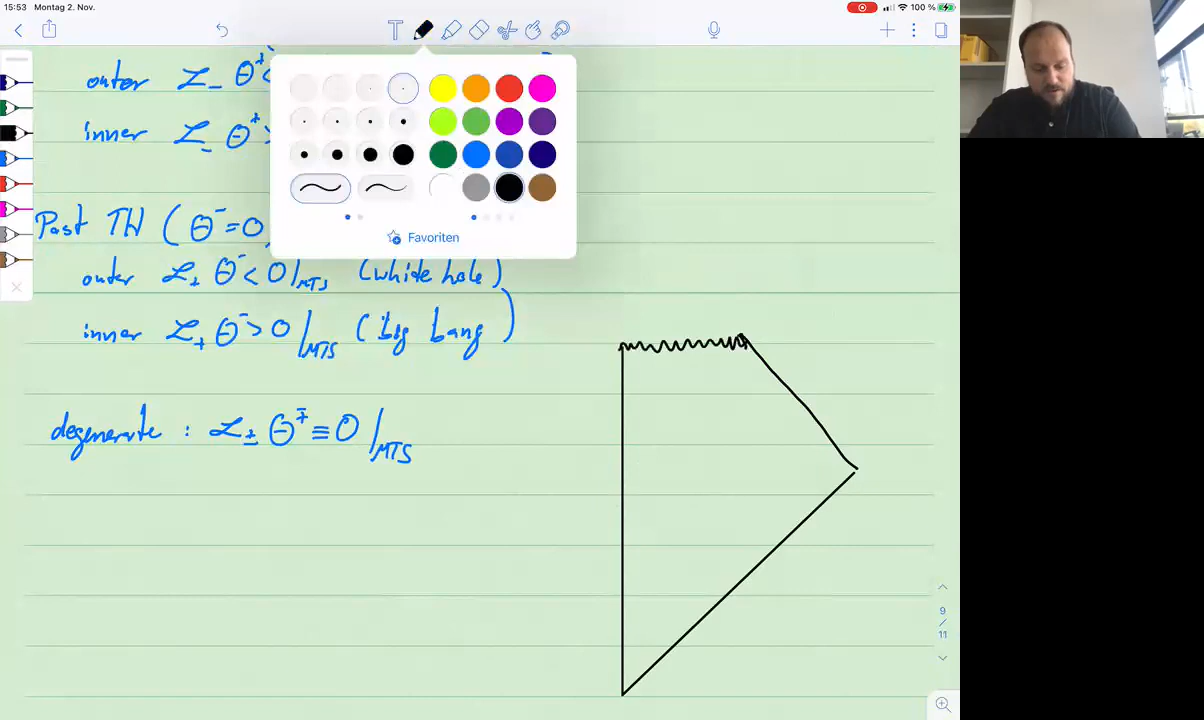 15:53 Montag 2. Nov. 100 %
T
outer ℒ₋ Θ⁺<
inner ℒ₋ Θ⁺>
Past TH ( Θ⁻ = 0
outer ℒ₊ Θ⁻ < 0 |MTS (white hole)
inner ℒ₊ Θ⁻ > 0 |MTS (big bang)
degenerate : ℒ± Θ∓ ≡ 0 |MTS
Favoriten
9
/
11